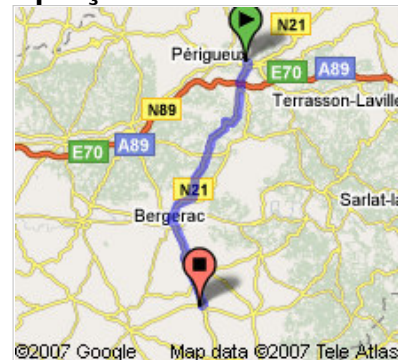 N21
Périgueux
E70 A89
Terrasson-Laville
N89
E70 A89
N21
Sarlat-la
Bergerac
©2007 Google Map data ©2007 Tele Atlas